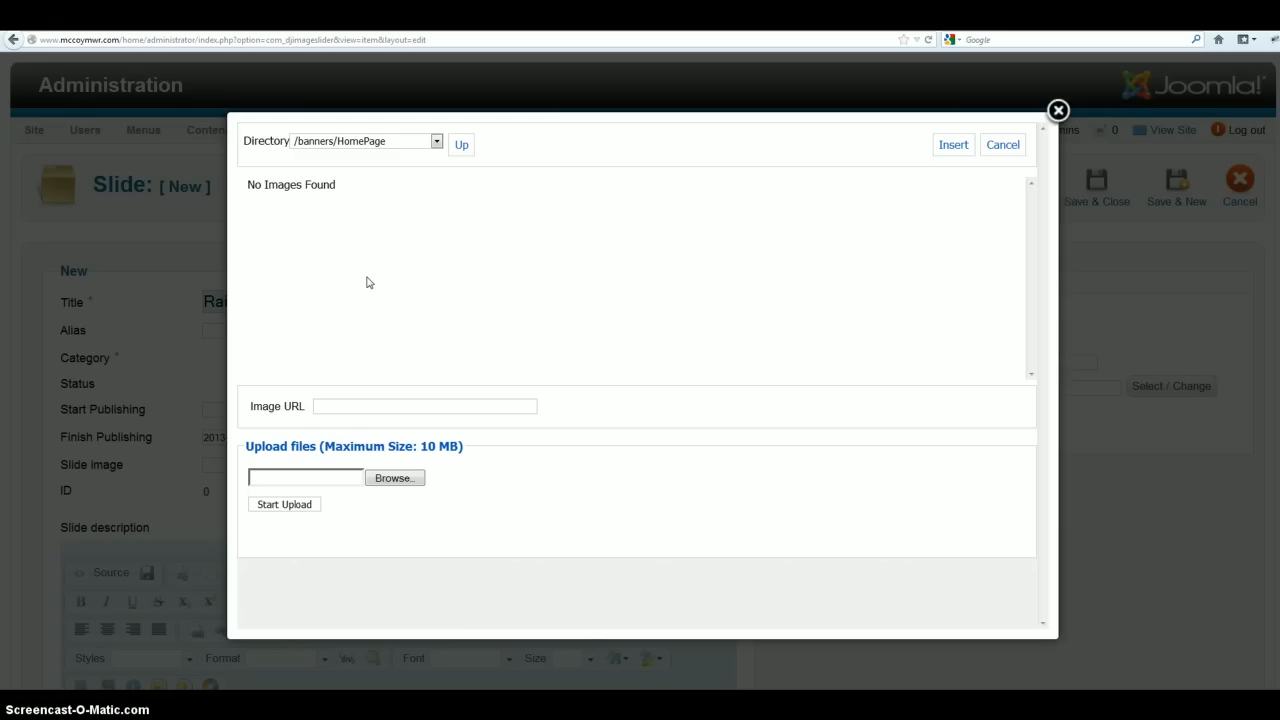 www.mccoymwr.com/home/administrator/index.php?option=com_djimageslider&view=item&layout=edit
Google
Administration
Joomla!
Site Users Menus Conten 0 View Site Log out
Directory /banners/HomePage Up Insert Cancel
No Images Found
Slide: [ New ]
Save & Close Save & New Cancel
New
Title *
Alias
Category *
Status
Start Publishing
Finish Publishing 2013
Slide image
ID 0
Select / Change
Image URL
Upload files (Maximum Size: 10 MB)
Browse..
Start Upload
Slide description
Source
B I U S X X
Styles Format Font Size
Screencast-O-Matic.com